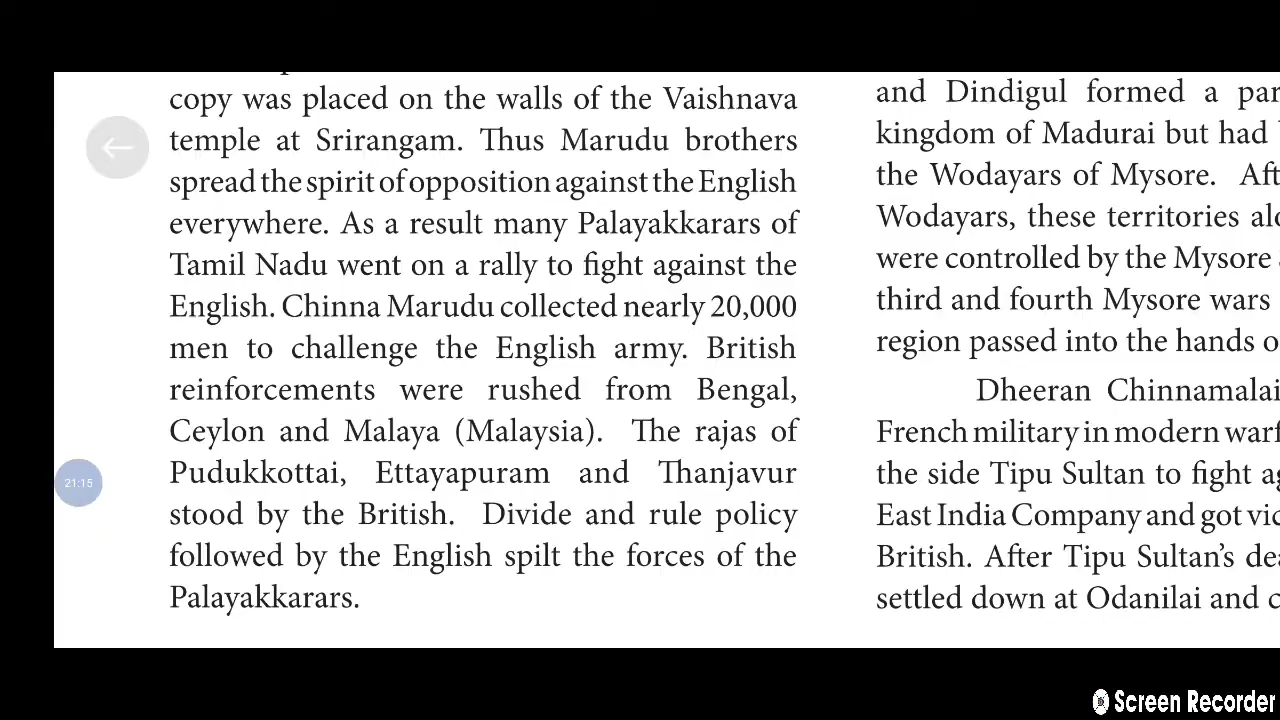 copy was placed on the walls of the Vaishnava
temple at Srirangam. Thus Marudu brothers
spread the spirit of opposition against the English
everywhere. As a result many Palayakkarars of
Tamil Nadu went on a rally to fight against the
English. Chinna Marudu collected nearly 20,000
men to challenge the English army. British
reinforcements were rushed from Bengal,
Ceylon and Malaya (Malaysia). The rajas of
Pudukkottai, Ettayapuram and Thanjavur
stood by the British. Divide and rule policy
followed by the English spilt the forces of the
Palayakkarars.
and Dindigul formed a
kingdom of Madurai but had
the Wodayars of Mysore.
Wodayars, these territories
were controlled by the Mysore
third and fourth Mysore wars
region passed into the hands
Dheeran Chinnamalai
French military in modern
the side Tipu Sultan to fight
East India Company and got
British. After Tipu Sultan's
settled down at Odanilai and
21:15
Screen Recorder